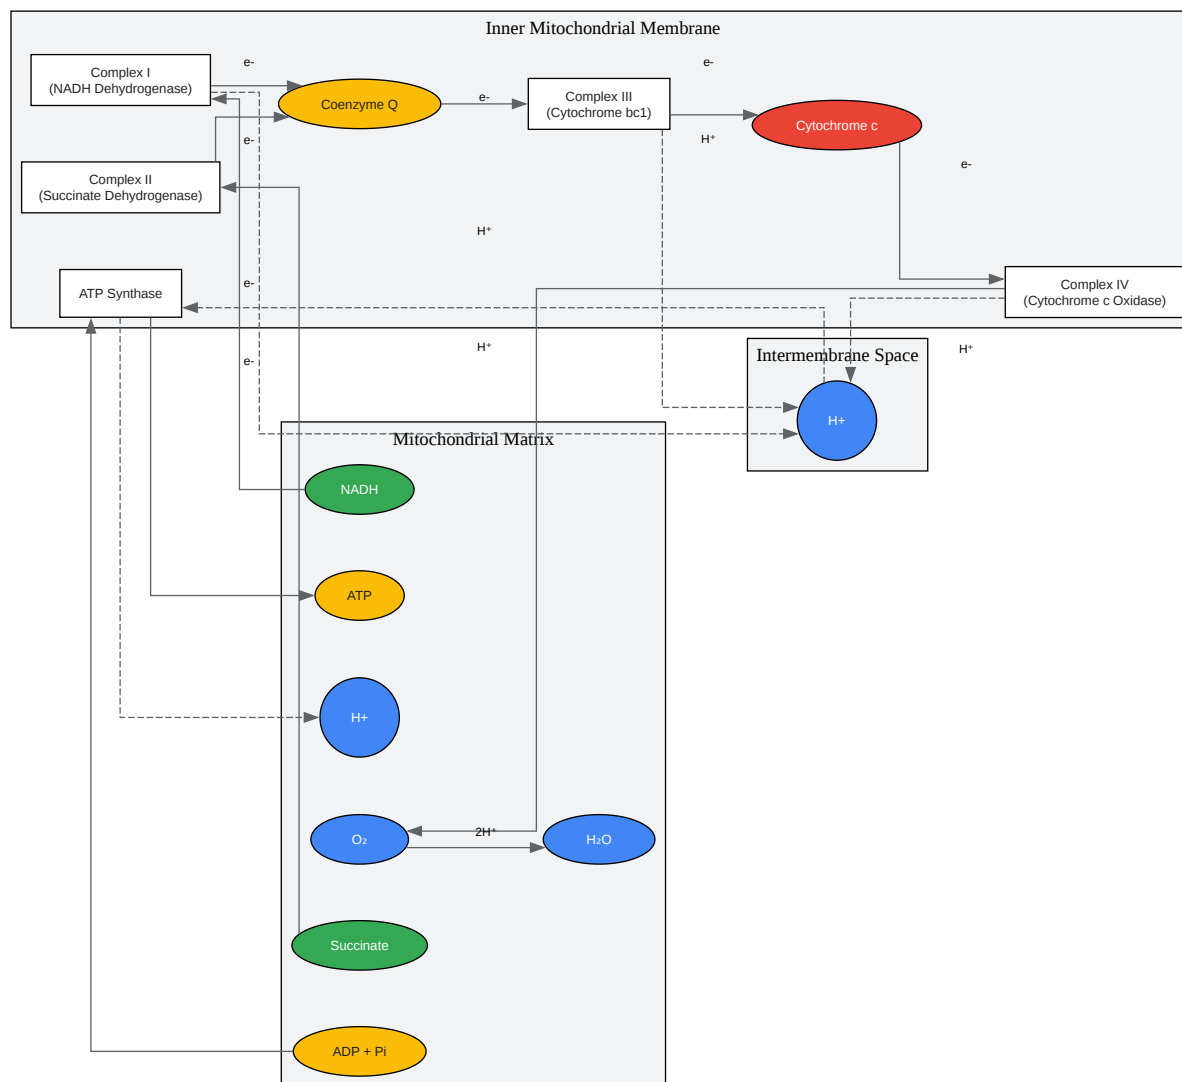 Inner Mitochondrial Membrane
Complex I
(NADH Dehydrogenase)
e-
Coenzyme Q
e-
Complex III
(Cytochrome bc1)
e-
Cytochrome c
e-
H⁺
e-
Complex II
(Succinate Dehydrogenase)
H⁺
ATP Synthase
e-
Complex IV
(Cytochrome c Oxidase)
e-
H⁺
Intermembrane Space
H⁺
H+
Mitochondrial Matrix
NADH
ATP
H+
O₂
2H⁺
H₂O
Succinate
ADP + Pi